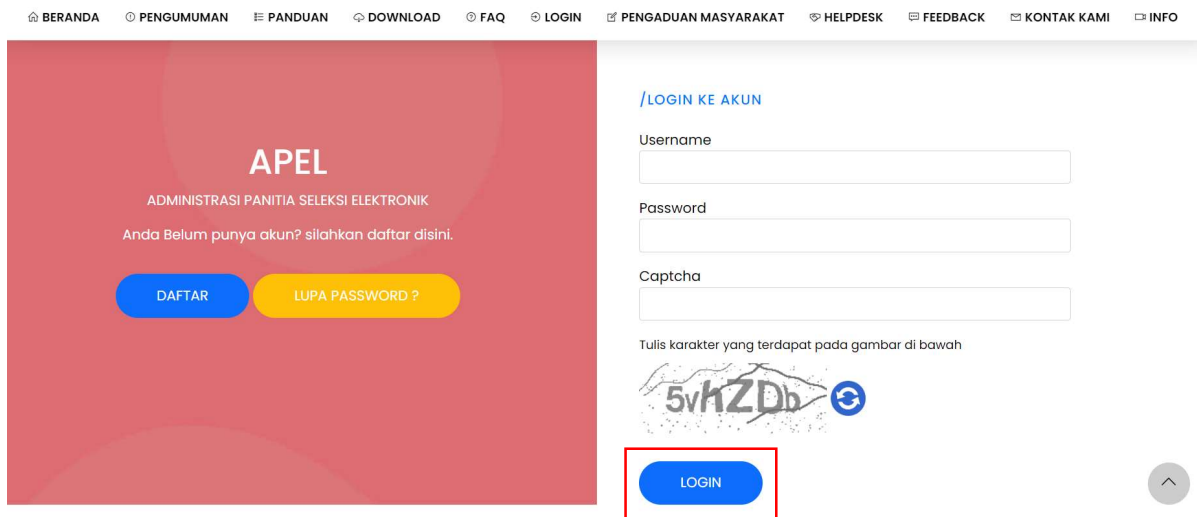 BERANDA PENGUMUMAN PANDUAN DOWNLOAD FAQ LOGIN PENGADUAN MASYARAKAT HELPDESK FEEDBACK KONTAK KAMI INFO
APEL
ADMINISTRASI PANITIA SELEKSI ELEKTRONIK
Anda Belum punya akun? silahkan daftar disini.
DAFTAR LUPA PASSWORD ?
/LOGIN KE AKUN
Username
Password
Captcha
Tulis karakter yang terdapat pada gambar di bawah
5vhZDb
LOGIN